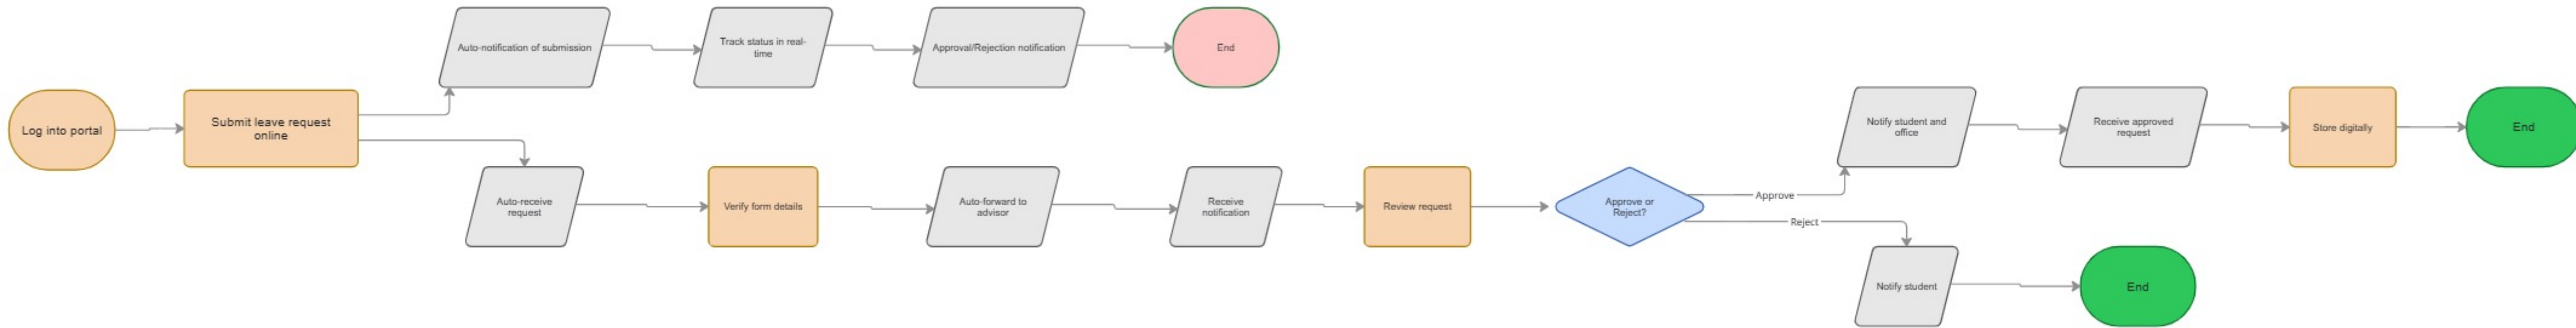 Log into portal
Submit leave request
online
Auto-notification of submission
Track status in real-
time
Approval/Rejection notification
End
Auto-receive
request
Verify form details
Auto-forward to
advisor
Receive
notification
Review request
Approve or
Reject?
Approve
Notify student and
office
Receive approved
request
Store digitally
End
Reject
Notify student
End